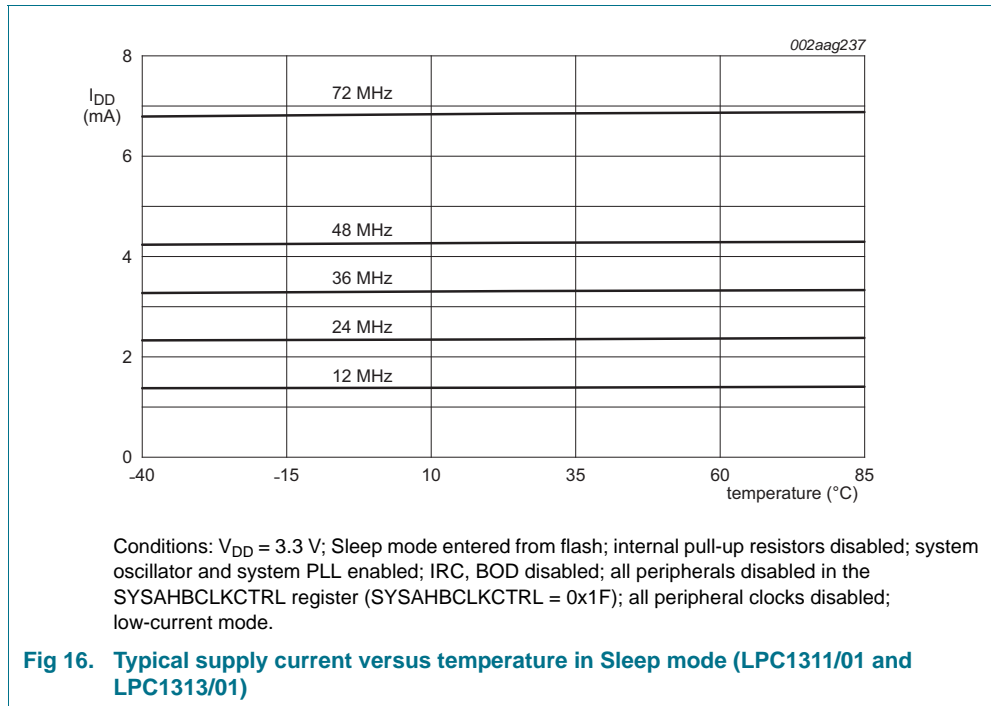 002aag237
8
I_DD
(mA)
72 MHz
6
48 MHz
4
36 MHz
24 MHz
2
12 MHz
0
-40 -15 10 35 60 85
temperature (°C)
Conditions: V_DD = 3.3 V; Sleep mode entered from flash; internal pull-up resistors disabled; system
oscillator and system PLL enabled; IRC, BOD disabled; all peripherals disabled in the
SYSAHBCLKCTRL register (SYSAHBCLKCTRL = 0x1F); all peripheral clocks disabled;
low-current mode.
Fig 16. Typical supply current versus temperature in Sleep mode (LPC1311/01 and
LPC1313/01)